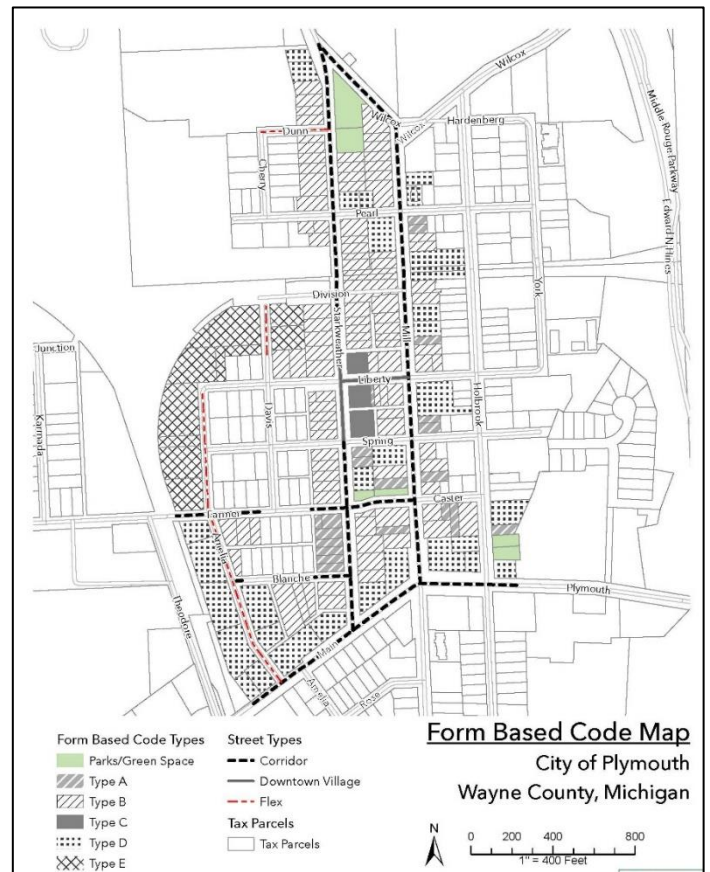 Wilcox
Middle Rouge Parkway
Edward N Hines
Wilcox
Wilcox
Hardenberg
Dunn
Cherry
Pearl
York
Division
Starkweather
Mill
Junction
Karmada
Liberty
Davis
Holbrook
Spring
Caster
Farmer
Amelia
Blanche
Plymouth
Theodore
Main
Amelia
Rose
Form Based Code Map
City of Plymouth
Wayne County, Michigan
Form Based Code Types
Parks/Green Space
Type A
Type B
Type C
Type D
Type E
Street Types
Corridor
Downtown Village
Flex
Tax Parcels
Tax Parcels
N
0 200 400 800
1" = 400 Feet